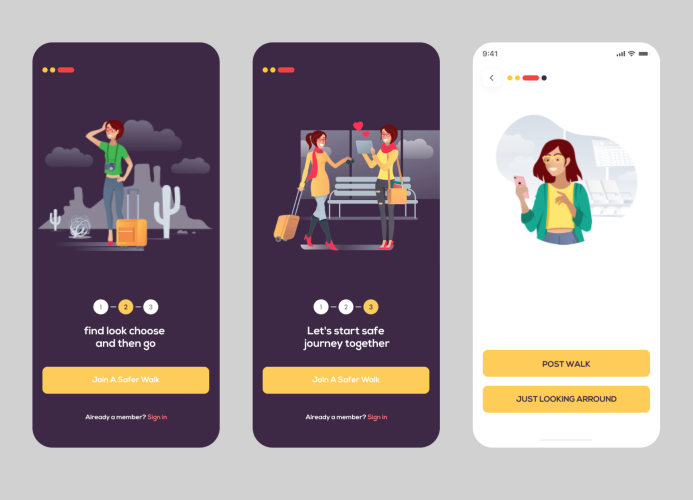 1 2 3
find look choose
and then go
Join A Safer Walk
Already a member? Sign in
1 2 3
Let's start safe
journey together
Join A Safer Walk
Already a member? Sign in
9:41
POST WALK
JUST LOOKING ARROUND